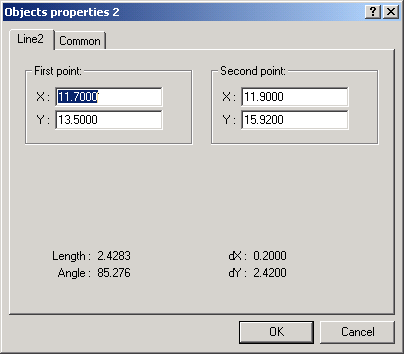 Objects properties 2
Line2 Common
First point: Second point:
X : 11.7000 X : 11.9000
Y : 13.5000 Y : 15.9200
Length : 2.4283 dX : 0.2000
Angle : 85.276 dY : 2.4200
OK Cancel